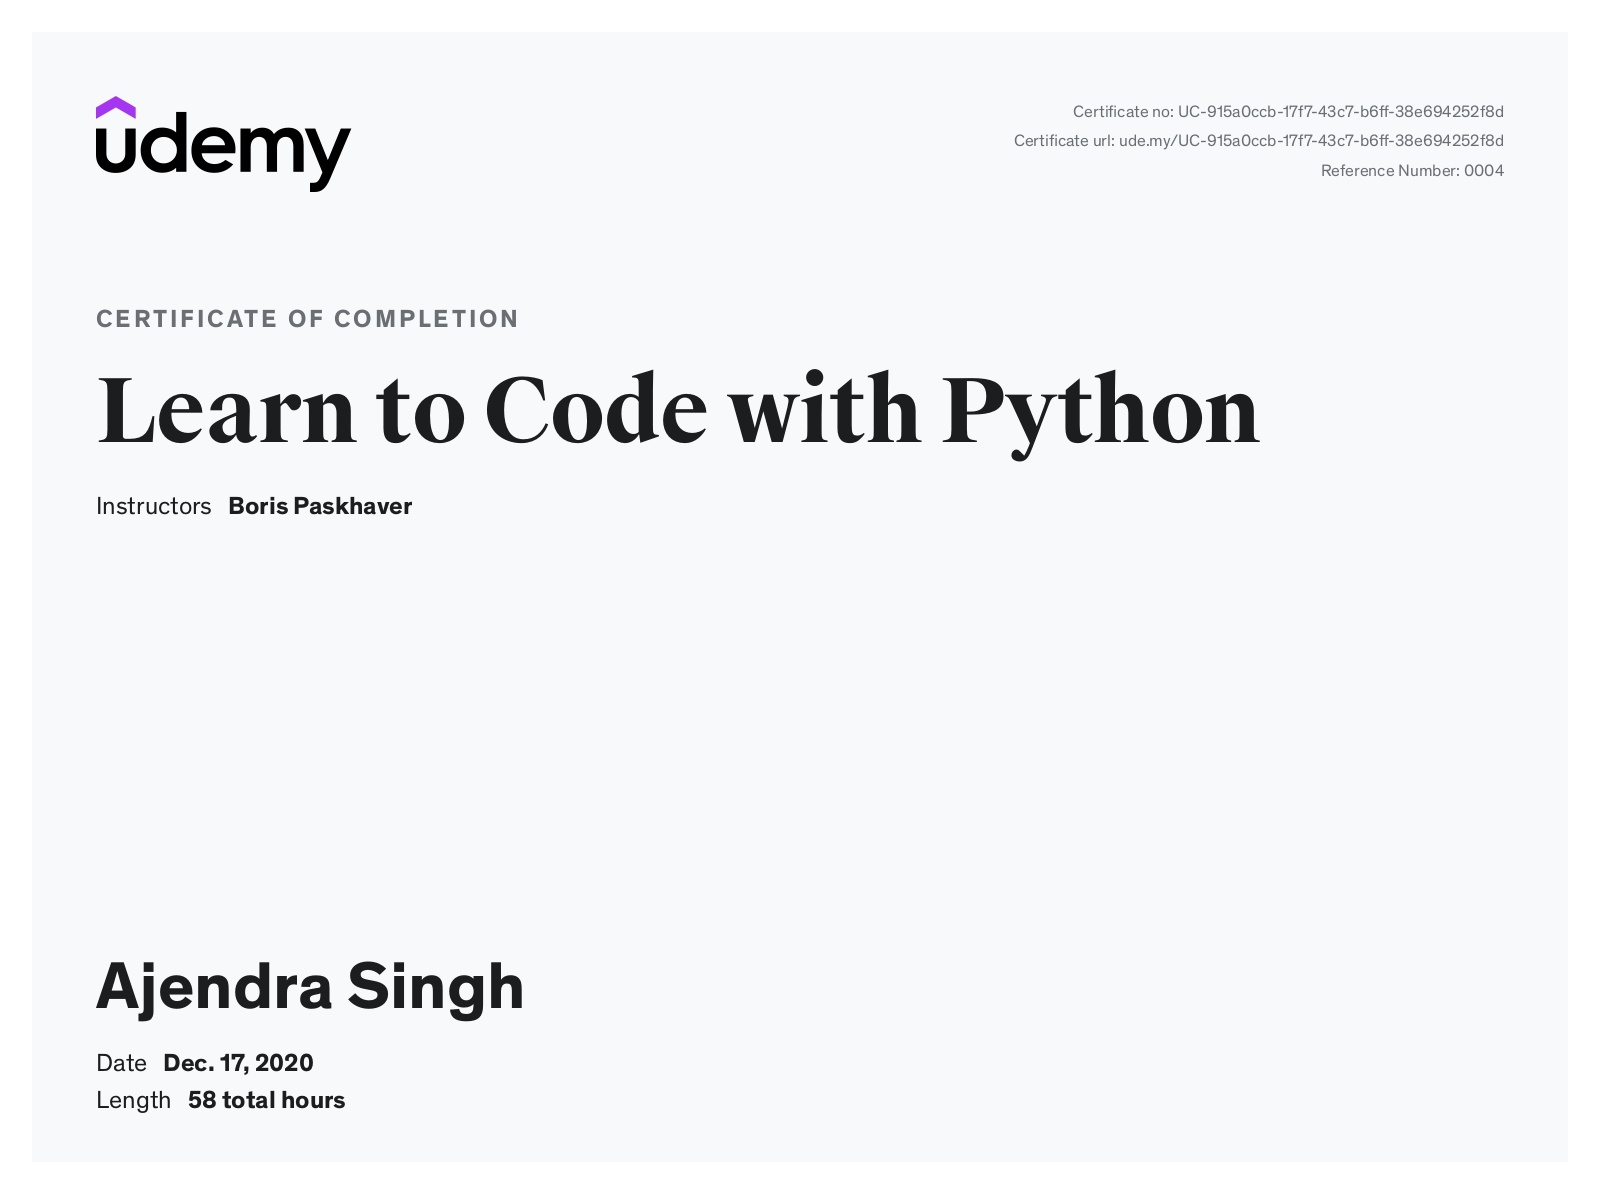 udemy
Certificate no: UC-915a0ccb-17f7-43c7-b6ff-38e694252f8d
Certificate url: ude.my/UC-915a0ccb-17f7-43c7-b6ff-38e694252f8d
Reference Number: 0004
CERTIFICATE OF COMPLETION
Learn to Code with Python
Instructors Boris Paskhaver
Ajendra Singh
Date Dec. 17, 2020
Length 58 total hours